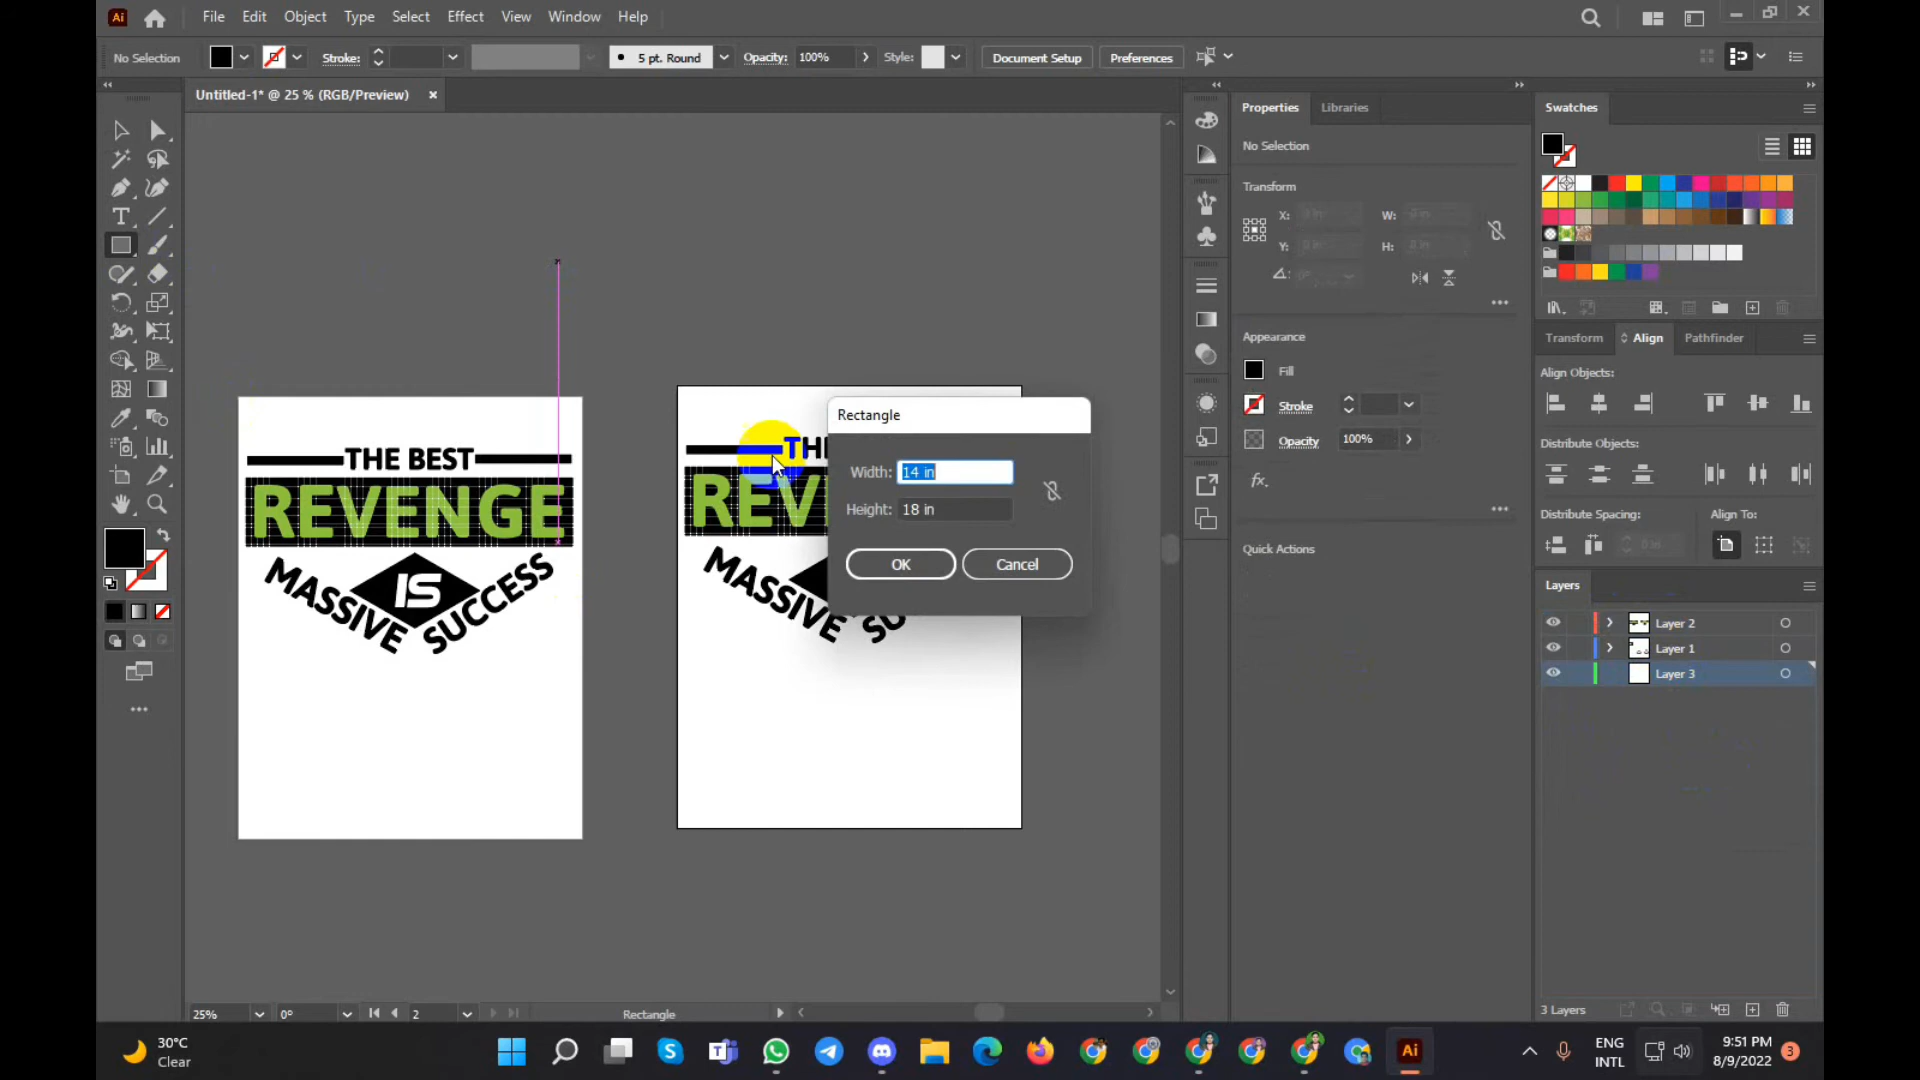 File Edit Object Type Select Effect View Window Help
No Selection Stroke: 5 pt. Round Opacity: 100% Style: Document Setup Preferences
Untitled-1* @ 25 % (RGB/Preview)
Properties Libraries
Swatches
No Selection
Transform
X: W:
Y: H:
Transform Align Pathfinder
Appearance
Fill
Stroke
Opacity 100%
fx.
Align Objects:
Distribute Objects:
Distribute Spacing: Align To:
Quick Actions
Layers
Layer 2
Layer 1
Layer 3
3 Layers
THE BEST
REVENGE
IS
MASSIVE SUCCESS
TH
REV
MASSIVE SU
Rectangle
Width: 14 in
Height: 18 in
OK Cancel
25% 0° 2 Rectangle
30°C
Clear
ENG
INTL
9:51 PM
8/9/2022
3